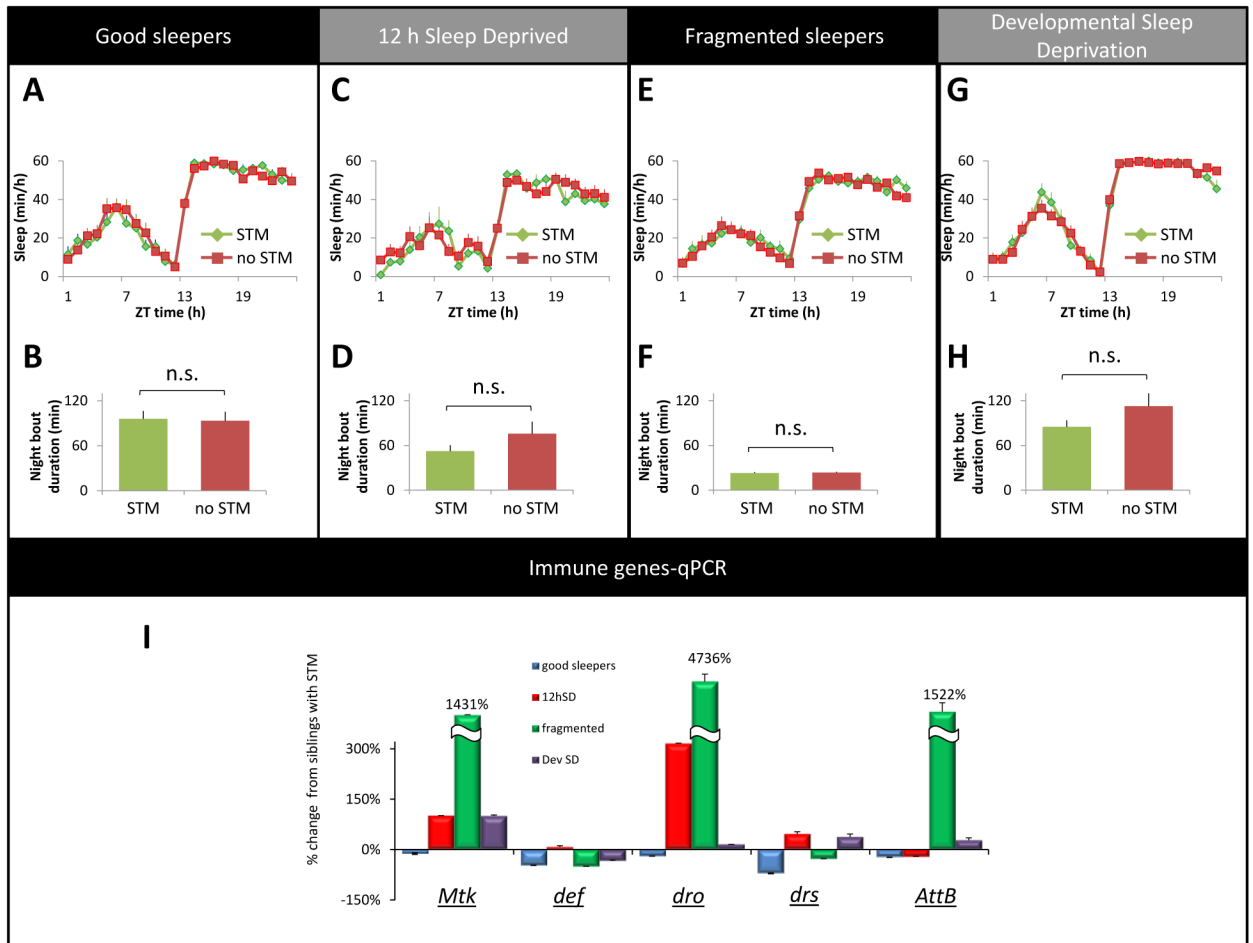 Good sleepers
12 h Sleep Deprived
Fragmented sleepers
Developmental Sleep
Deprivation
A
Sleep (min/h)
60
40
20
0
STM
no STM
1 7 13 19
ZT time (h)
C
Sleep (min/h)
60
40
20
0
STM
no STM
1 7 13 19
ZT time (h)
E
Sleep (min/h)
60
40
20
0
STM
no STM
1 7 13 19
ZT time (h)
G
Sleep (min/h)
60
40
20
0
STM
no STM
1 7 13 19
ZT time (h)
B
Night bout
duration (min)
120
60
0
n.s.
STM no STM
D
Night bout
duration (min)
120
60
0
n.s.
STM no STM
F
Night bout
duration (min)
120
60
0
n.s.
STM no STM
H
Night bout
duration (min)
120
60
0
n.s.
STM no STM
Immune genes-qPCR
I
% change from siblings with STM
300%
150%
0%
-150%
good sleepers
12hSD
fragmented
Dev SD
1431%
4736%
1522%
Mtk def dro drs AttB